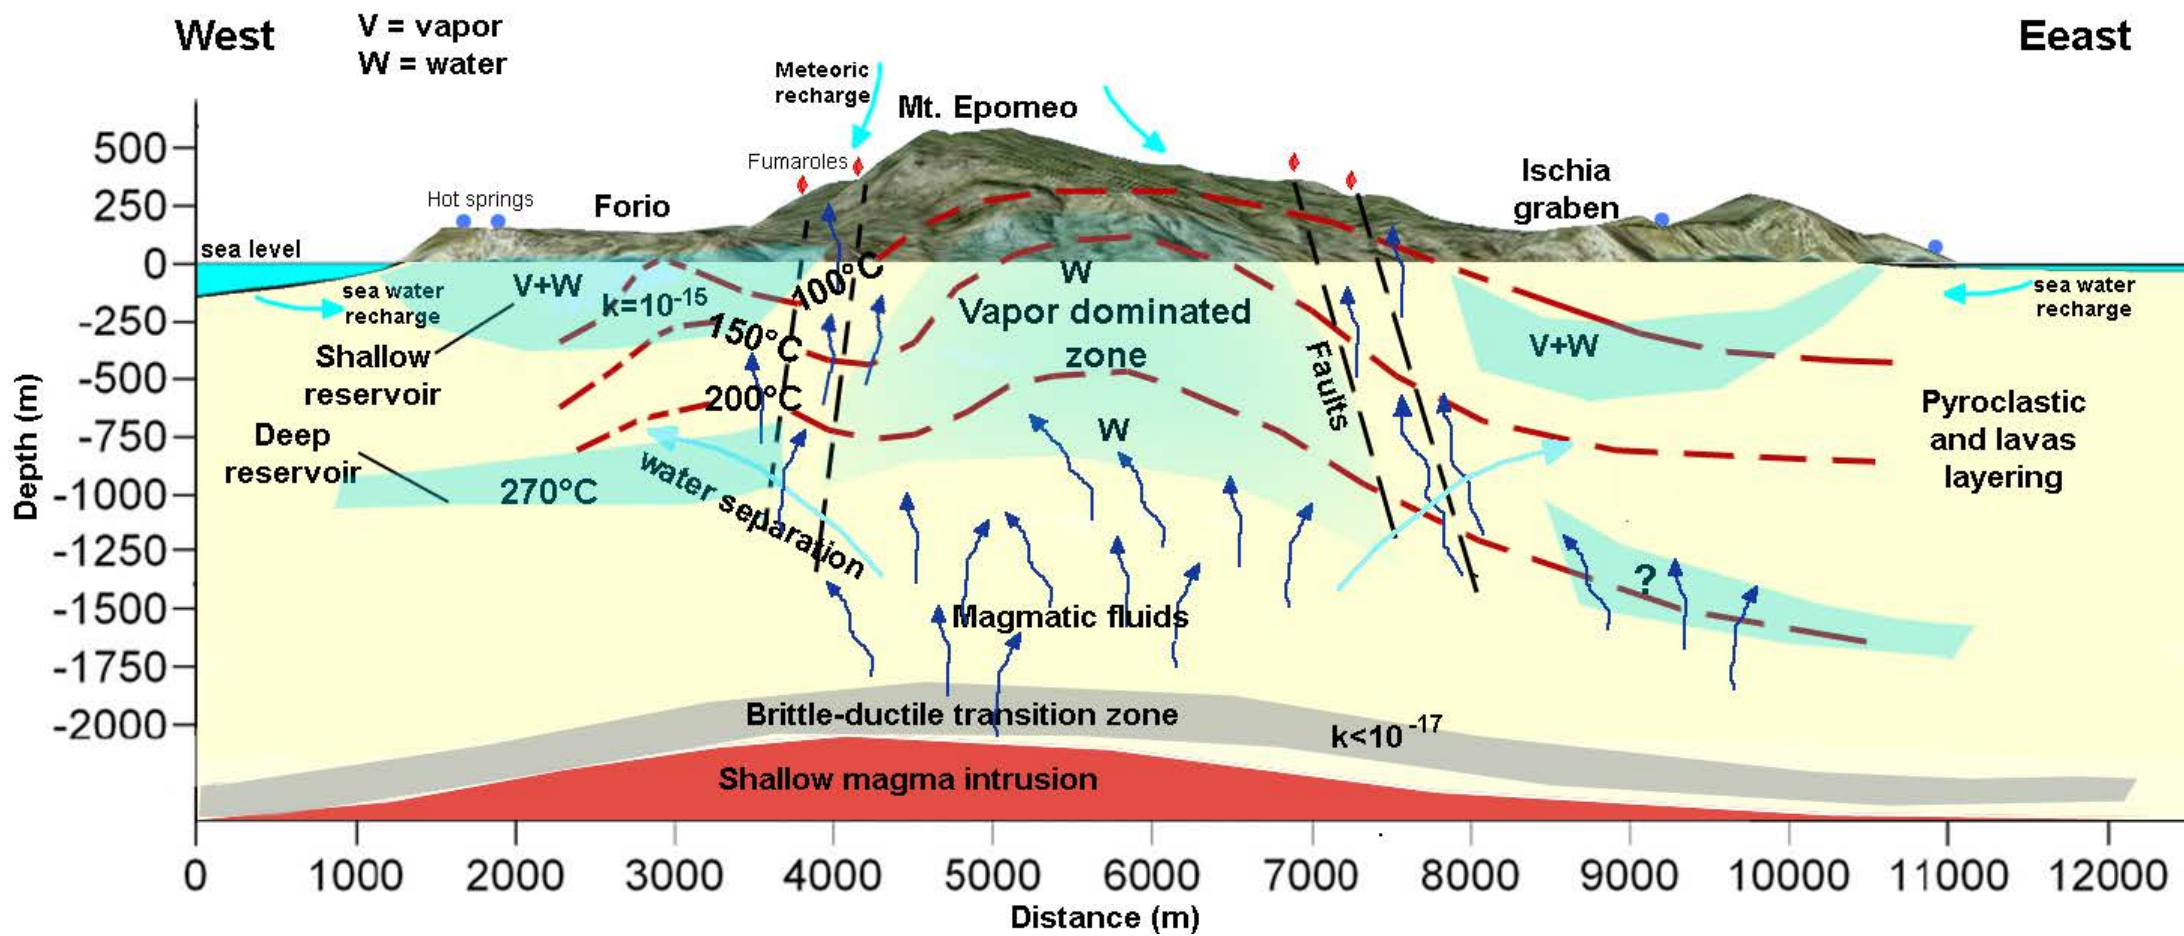 West
V = vapor
W = water
Eeast
Meteoric
recharge
Mt. Epomeo
Fumaroles
Hot springs
Forio
Ischia
graben
sea level
500
250
0
-250
-500
-750
-1000
-1250
-1500
-1750
-2000
Depth (m)
sea water
recharge
V+W
k=10-15
100°C
150°C
200°C
Shallow
reservoir
Deep
reservoir
270°C
water separation
W
Vapor dominated
zone
W
Faults
V+W
sea water
recharge
Pyroclastic
and lavas
layering
?
Magmatic fluids
Brittle-ductile transition zone
k<10-17
Shallow magma intrusion
0 1000 2000 3000 4000 5000 6000 7000 8000 9000 10000 11000 12000
Distance (m)